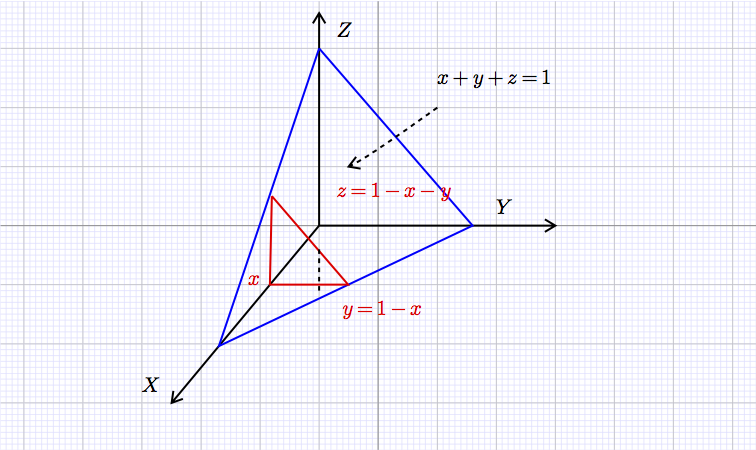 Z
x + y + z = 1
z = 1 − x − y
Y
x
y = 1 − x
X